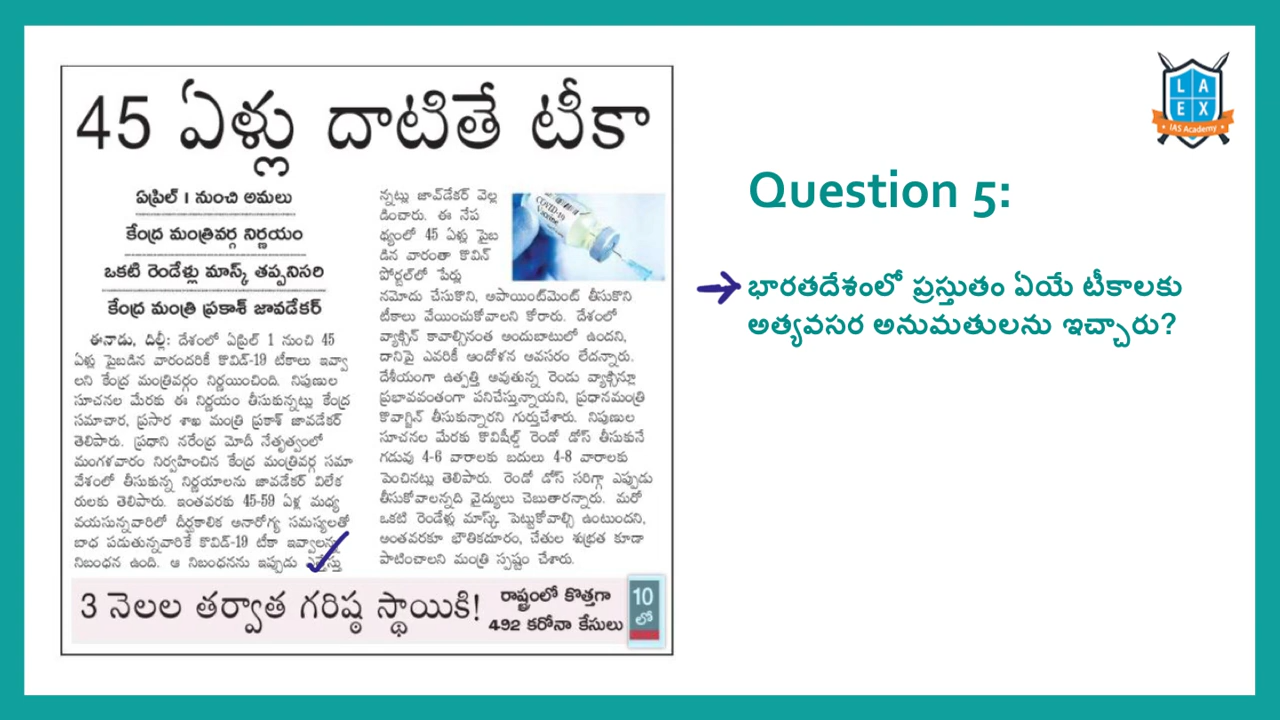 45 ఏళ్లు దాటితే టీకా
ఏప్రిల్ 1 నుంచి అమలు
కేంద్ర మంత్రివర్గ నిర్ణయం
ఒకటి రెండేళ్లు మాస్క్ తప్పనిసరి
కేంద్ర మంత్రి ప్రకాశ్ జావడేకర్
ఈనాడు, దిల్లీ: దేశంలో ఏప్రిల్ 1 నుంచి 45
ఏళ్లు పైబడిన వారందరికీ కొవిడ్-19 టీకాలు ఇవ్వా
లని కేంద్ర మంత్రివర్గం నిర్ణయించింది. నిపుణుల
సూచనల మేరకు ఈ నిర్ణయం తీసుకున్నట్లు కేంద్ర
సమాచార, ప్రసార శాఖ మంత్రి ప్రకాశ్ జావడేకర్
తెలిపారు. ప్రధాని నరేంద్ర మోదీ నేతృత్వంలో
మంగళవారం నిర్వహించిన కేంద్ర మంత్రివర్గ సమా
వేశంలో తీసుకున్న నిర్ణయాలను జావడేకర్ విలేక
రులకు తెలిపారు. ఇంతవరకు 45-59 ఏళ్ల మధ్య
వయసున్నవారిలో దీర్ఘకాలిక అనారోగ్య సమస్యలతో
బాధ పడుతున్నవారికే కొవిడ్-19 టీకా ఇవ్వాలన్న
నిబంధన ఉంది. ఆ నిబంధనను ఇప్పుడు ఎత్తేస్తు
న్నట్లు జావ్‌డేకర్ వెల్ల
డించారు. ఈ నేప
థ్యంలో 45 ఏళ్లు పైబ
డిన వారంతా కొవిన్
పోర్టల్‌లో పేర్లు
నమోదు చేసుకొని, అపాయింట్‌మెంట్ తీసుకొని
టీకాలు వేయించుకోవాలని కోరారు. దేశంలో
వ్యాక్సిన్ కావాల్సినంత అందుబాటులో ఉందని,
దానిపై ఎవరికీ ఆందోళన అవసరం లేదన్నారు.
దేశీయంగా ఉత్పత్తి అవుతున్న రెండు వ్యాక్సిన్లూ
ప్రభావవంతంగా పనిచేస్తున్నాయని, ప్రధానమంత్రి
కొవాగ్జిన్ తీసుకున్నారని గుర్తుచేశారు. నిపుణుల
సూచనల మేరకు కొవిషీల్డ్ రెండో డోస్ తీసుకునే
గడువు 4-6 వారాలకు బదులు 4-8 వారాలకు
పెంచినట్లు తెలిపారు. రెండో డోస్ సరిగ్గా ఎప్పుడు
తీసుకోవాలన్నది వైద్యులు చెబుతారన్నారు. మరో
ఒకటి రెండేళ్లు మాస్క్ పెట్టుకోవాల్సి ఉంటుందని,
అంతవరకూ భౌతికదూరం, చేతుల శుభ్రత కూడా
పాటించాలని మంత్రి స్పష్టం చేశారు.
COVID-19
Vaccine
3 నెలల తర్వాత గరిష్ఠ స్థాయికి!
రాష్ట్రంలో కొత్తగా
492 కరోనా కేసులు
10
లో
L A
E X
IAS Academy
Question 5:
భారతదేశంలో ప్రస్తుతం ఏయే టీకాలకు
అత్యవసర అనుమతులను ఇచ్చారు?